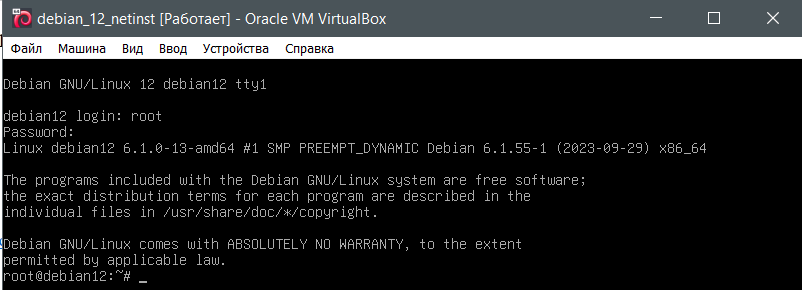 debian_12_netinst [Работает] - Oracle VM VirtualBox
Файл Машина Вид Ввод Устройства Справка
Debian GNU/Linux 12 debian12 tty1
debian12 login: root
Password:
Linux debian12 6.1.0-13-amd64 #1 SMP PREEMPT_DYNAMIC Debian 6.1.55-1 (2023-09-29) x86_64
The programs included with the Debian GNU/Linux system are free software;
the exact distribution terms for each program are described in the
individual files in /usr/share/doc/*/copyright.
Debian GNU/Linux comes with ABSOLUTELY NO WARRANTY, to the extent
permitted by applicable law.
root@debian12:~# _